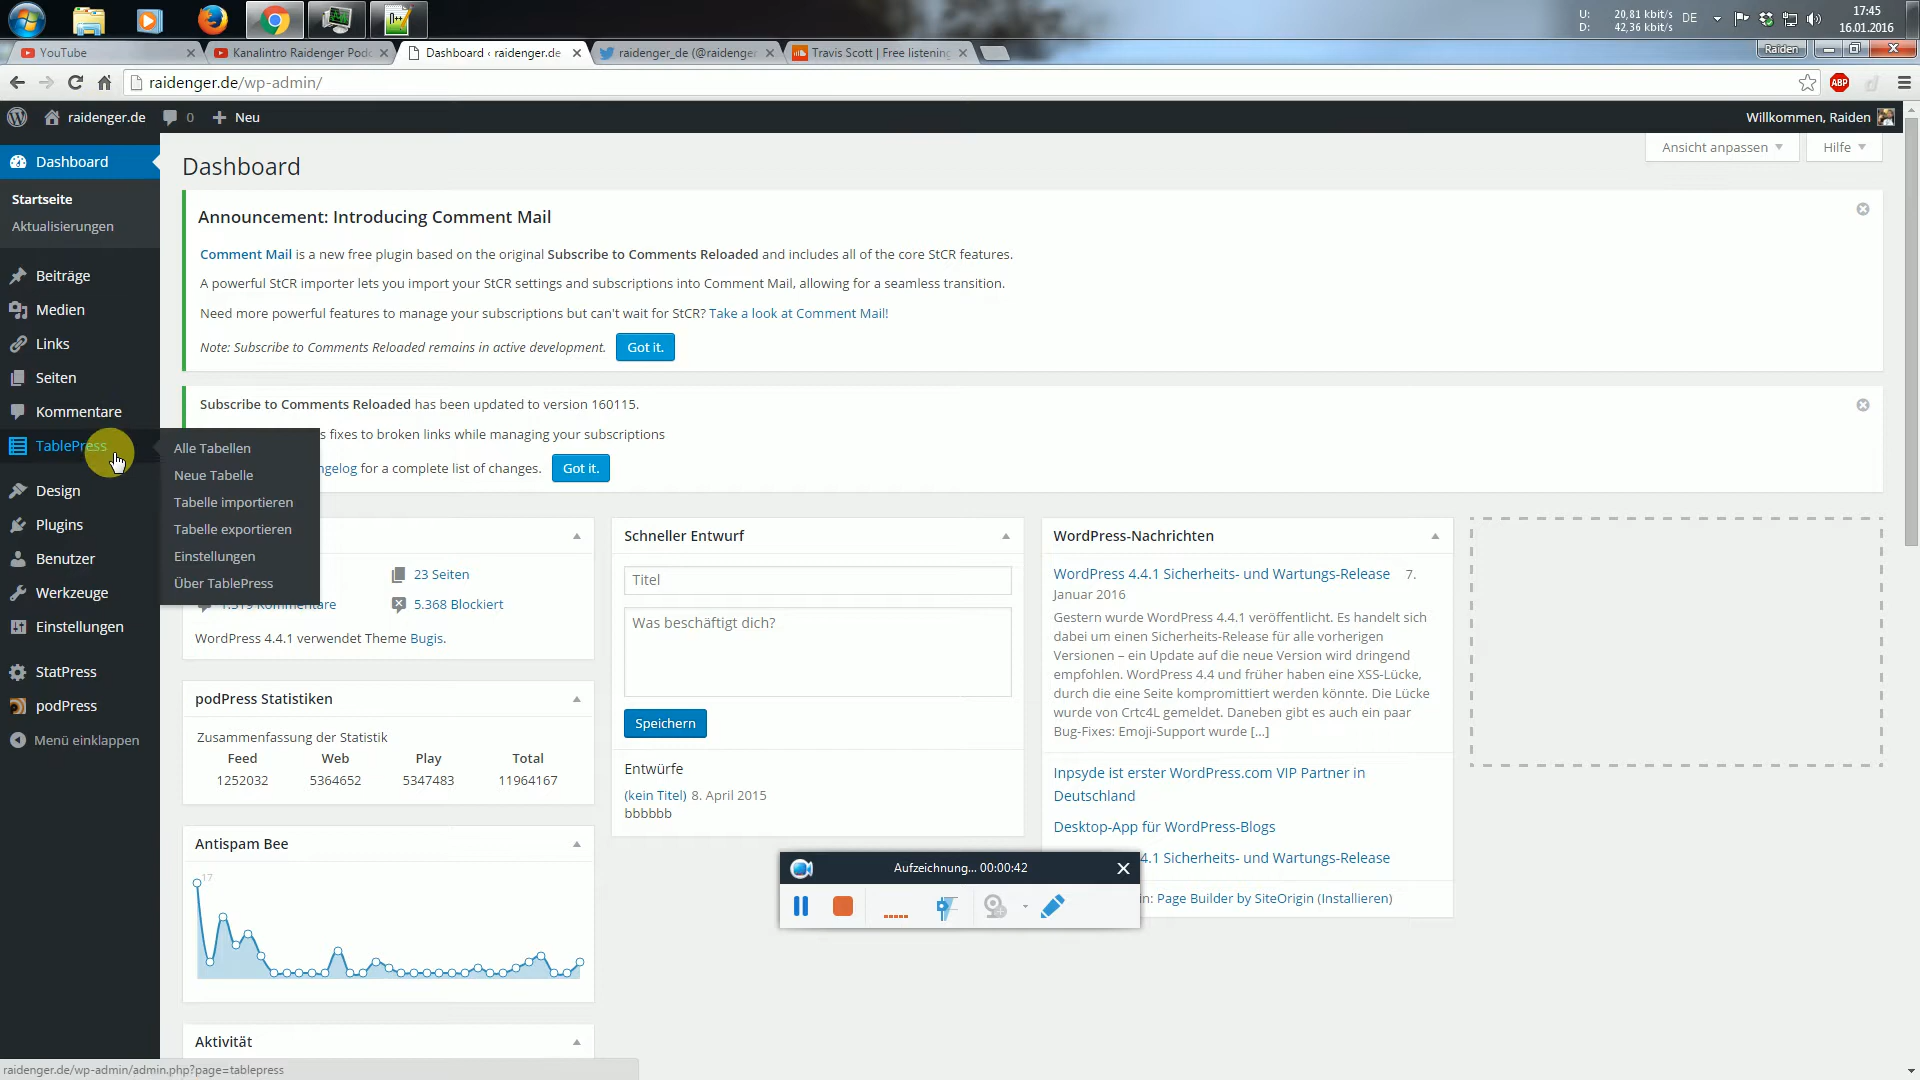 U: 20,81 kbit/s
D: 42,36 kbit/s
DE
17:45
16.01.2016
YouTube
Kanalintro Raidenger Podc
Dashboard ‹ raidenger.de
raidenger_de (@raidenger
Travis Scott | Free listening
Raiden
raidenger.de/wp-admin/
ABP
raidenger.de
0
Neu
Willkommen, Raiden
Dashboard
Startseite
Aktualisierungen
Beiträge
Medien
Links
Seiten
Kommentare
TablePress
Design
Plugins
Benutzer
Werkzeuge
Einstellungen
StatPress
podPress
Menü einklappen
Alle Tabellen
Neue Tabelle
Tabelle importieren
Tabelle exportieren
Einstellungen
Über TablePress
Dashboard
Ansicht anpassen
Hilfe
Announcement: Introducing Comment Mail
Comment Mail is a new free plugin based on the original Subscribe to Comments Reloaded and includes all of the core StCR features.
A powerful StCR importer lets you import your StCR settings and subscriptions into Comment Mail, allowing for a seamless transition.
Need more powerful features to manage your subscriptions but can't wait for StCR? Take a look at Comment Mail!
Note: Subscribe to Comments Reloaded remains in active development.
Got it.
Subscribe to Comments Reloaded has been updated to version 160115.
fixes to broken links while managing your subscriptions
ngelog for a complete list of changes.
Got it.
23 Seiten
1.519 Kommentare
5.368 Blockiert
WordPress 4.4.1 verwendet Theme Bugis.
podPress Statistiken
Zusammenfassung der Statistik
Feed Web Play Total
1252032 5364652 5347483 11964167
Antispam Bee
17
Aktivität
Schneller Entwurf
Titel
Was beschäftigt dich?
Speichern
Entwürfe
(kein Titel) 8. April 2015
bbbbbb
WordPress-Nachrichten
WordPress 4.4.1 Sicherheits- und Wartungs-Release 7.
Januar 2016
Gestern wurde WordPress 4.4.1 veröffentlicht. Es handelt sich
dabei um einen Sicherheits-Release für alle vorherigen
Versionen – ein Update auf die neue Version wird dringend
empfohlen. WordPress 4.4 und früher haben eine XSS-Lücke,
durch die eine Seite kompromittiert werden könnte. Die Lücke
wurde von Crtc4L gemeldet. Daneben gibt es auch ein paar
Bug-Fixes: Emoji-Support wurde […]
Inpsyde ist erster WordPress.com VIP Partner in
Deutschland
Desktop-App für WordPress-Blogs
4.1 Sicherheits- und Wartungs-Release
in: Page Builder by SiteOrigin (Installieren)
Aufzeichnung... 00:00:42
raidenger.de/wp-admin/admin.php?page=tablepress